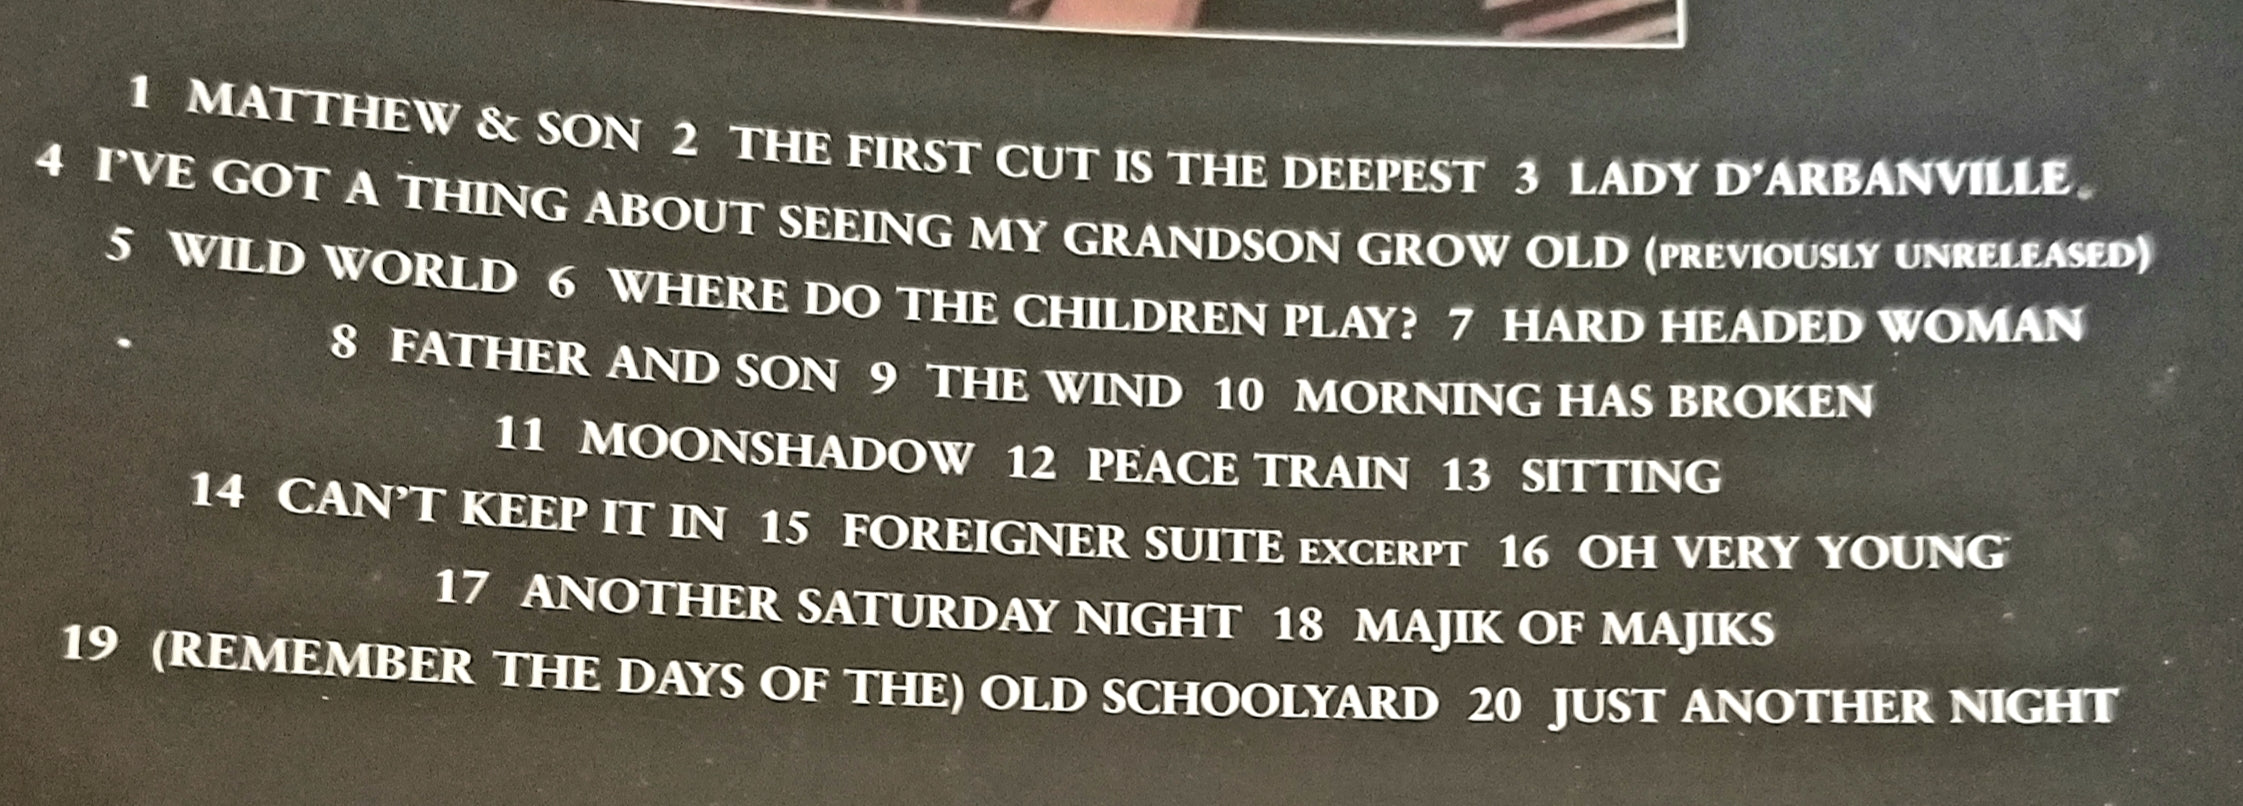 1 MATTHEW & SON 2 THE FIRST CUT IS THE DEEPEST 3 LADY D'ARBANVILLE
4 I'VE GOT A THING ABOUT SEEING MY GRANDSON GROW OLD (PREVIOUSLY UNRELEASED)
5 WILD WORLD 6 WHERE DO THE CHILDREN PLAY? 7 HARD HEADED WOMAN
8 FATHER AND SON 9 THE WIND 10 MORNING HAS BROKEN
11 MOONSHADOW 12 PEACE TRAIN 13 SITTING
14 CAN'T KEEP IT IN 15 FOREIGNER SUITE EXCERPT 16 OH VERY YOUNG
17 ANOTHER SATURDAY NIGHT 18 MAJIK OF MAJIKS
19 (REMEMBER THE DAYS OF THE) OLD SCHOOLYARD 20 JUST ANOTHER NIGHT